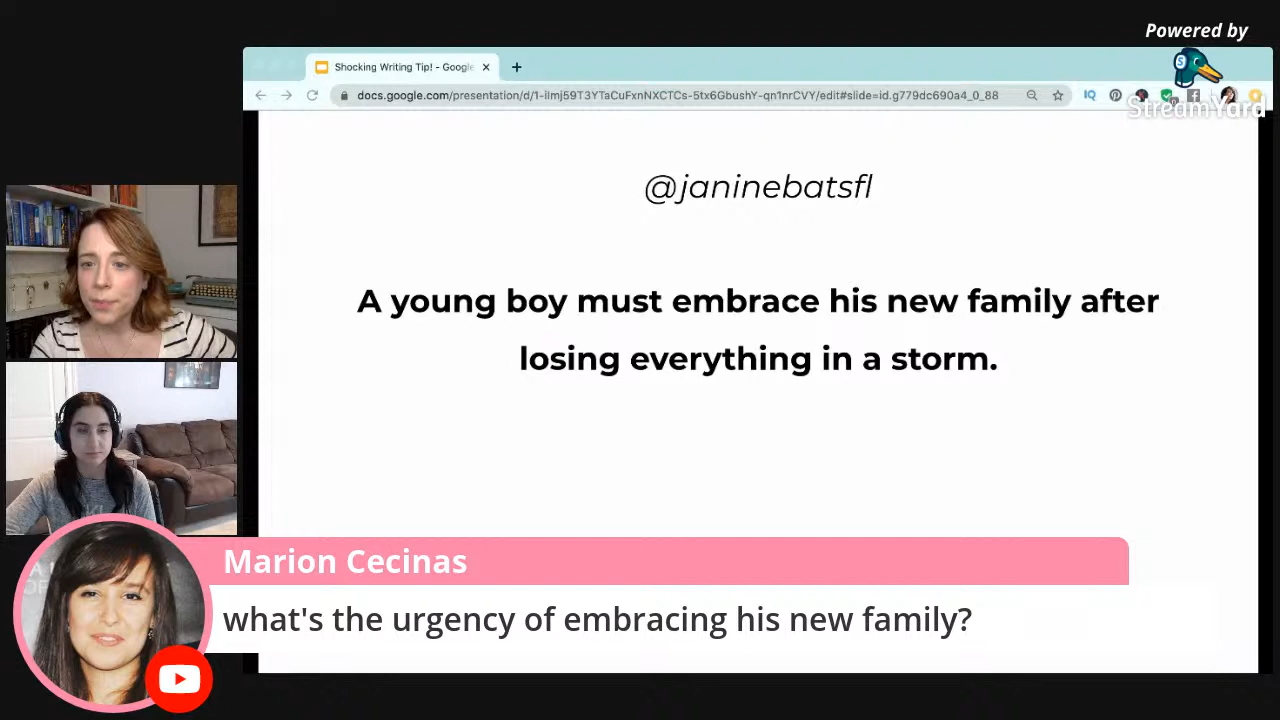 Powered by
StreamYard
Shocking Writing Tip! - Google
docs.google.com/presentation/d/1-iImj59T3YTaCuFxnNXCTCs-5tx6GbushY-qn1nrCVY/edit#slide=id.g779dc690a4_0_88
@janinebatsfl
A young boy must embrace his new family after
losing everything in a storm.
Marion Cecinas
what's the urgency of embracing his new family?